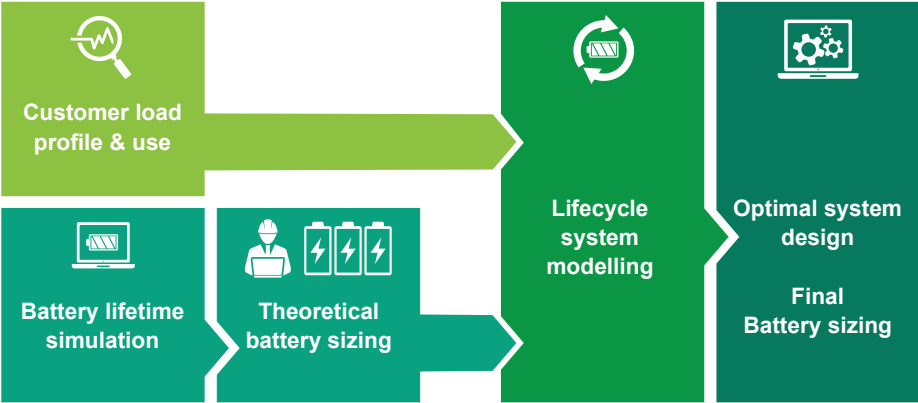 Customer load
profile & use
Battery lifetime
simulation
Theoretical
battery sizing
Lifecycle
system
modelling
Optimal system
design
Final
Battery sizing